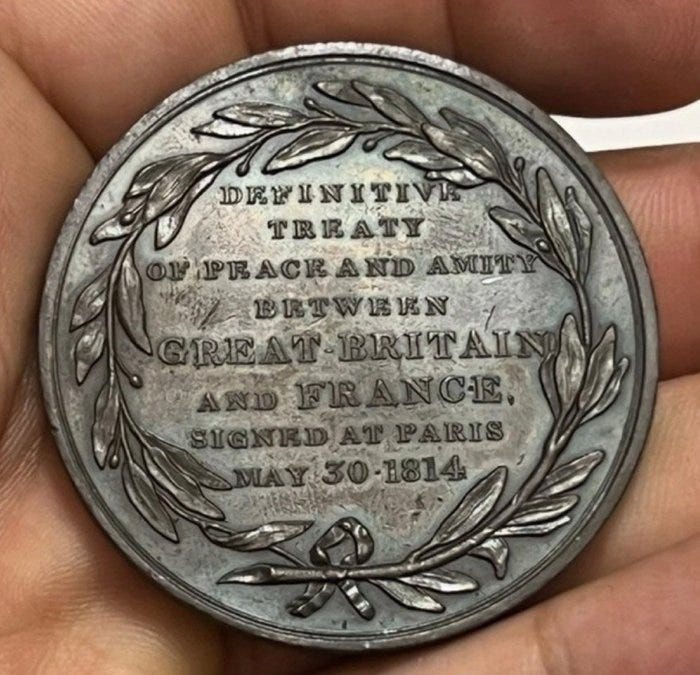 DEFINITIVE
TREATY
OF PEACE AND AMITY
BETWEEN
GREAT·BRITAIN
AND FRANCE,
SIGNED AT PARIS
MAY 30·1814